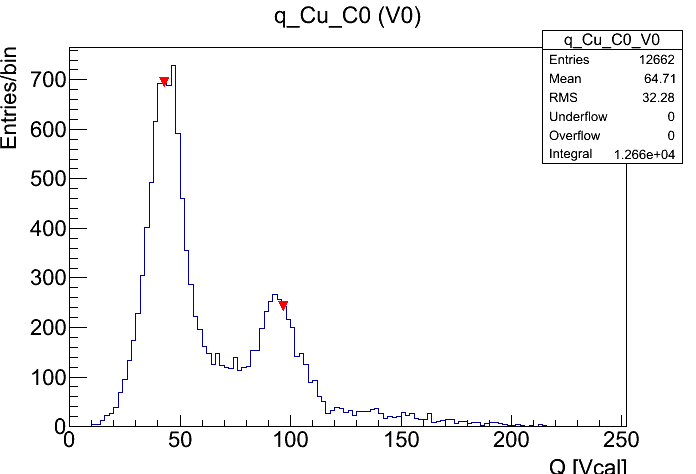 q_Cu_C0 (V0)
Entries/bin
q_Cu_C0_V0
Entries 12662
Mean 64.71
RMS 32.28
Underflow 0
Overflow 0
Integral 1.266e+04
700
600
500
400
300
200
100
0
0 50 100 150 200 250
Q [Vcal]